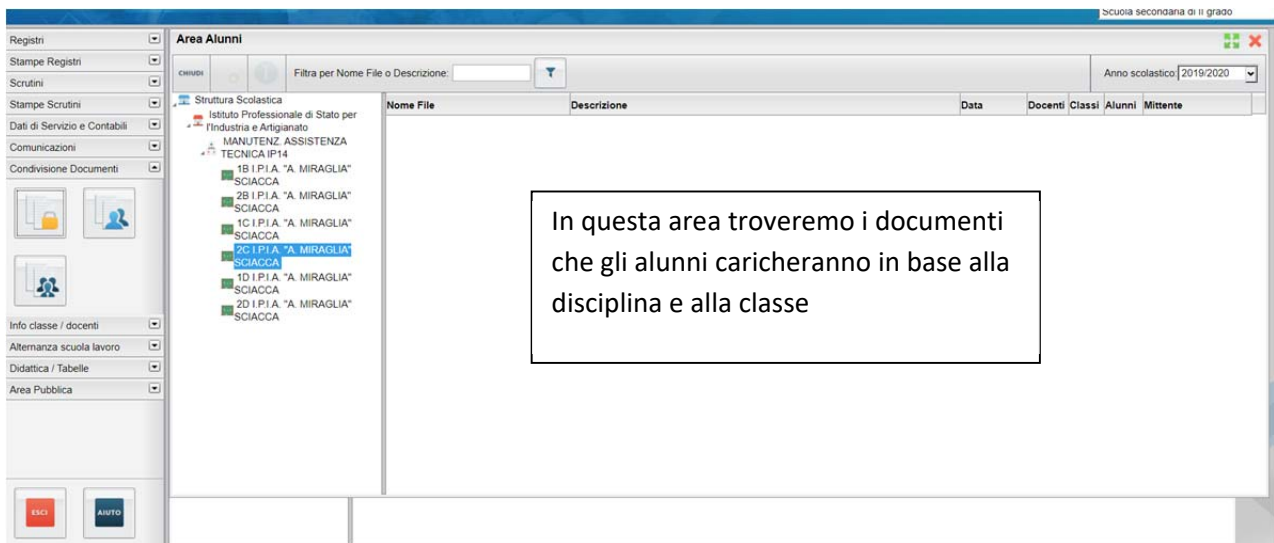 Scuola secondaria di II grado
Registri
Stampe Registri
Scrutini
Stampe Scrutini
Dati di Servizio e Contabili
Comunicazioni
Condivisione Documenti
Info classe / docenti
Alternanza scuola lavoro
Didattica / Tabelle
Area Pubblica
ESCI
AIUTO
Area Alunni
CHIUDI
Filtra per Nome File o Descrizione:
Anno scolastico: 2019/2020
Struttura Scolastica
Istituto Professionale di Stato per
l'Industria e Artigianato
MANUTENZ. ASSISTENZA
TECNICA IP14
1B I.P.I.A. "A. MIRAGLIA"
SCIACCA
2B I.P.I.A. "A. MIRAGLIA"
SCIACCA
1C I.P.I.A. "A. MIRAGLIA"
SCIACCA
2C I.P.I.A. "A. MIRAGLIA"
SCIACCA
1D I.P.I.A. "A. MIRAGLIA"
SCIACCA
2D I.P.I.A. "A. MIRAGLIA"
SCIACCA
Nome File Descrizione Data Docenti Classi Alunni Mittente
In questa area troveremo i documenti
che gli alunni caricheranno in base alla
disciplina e alla classe